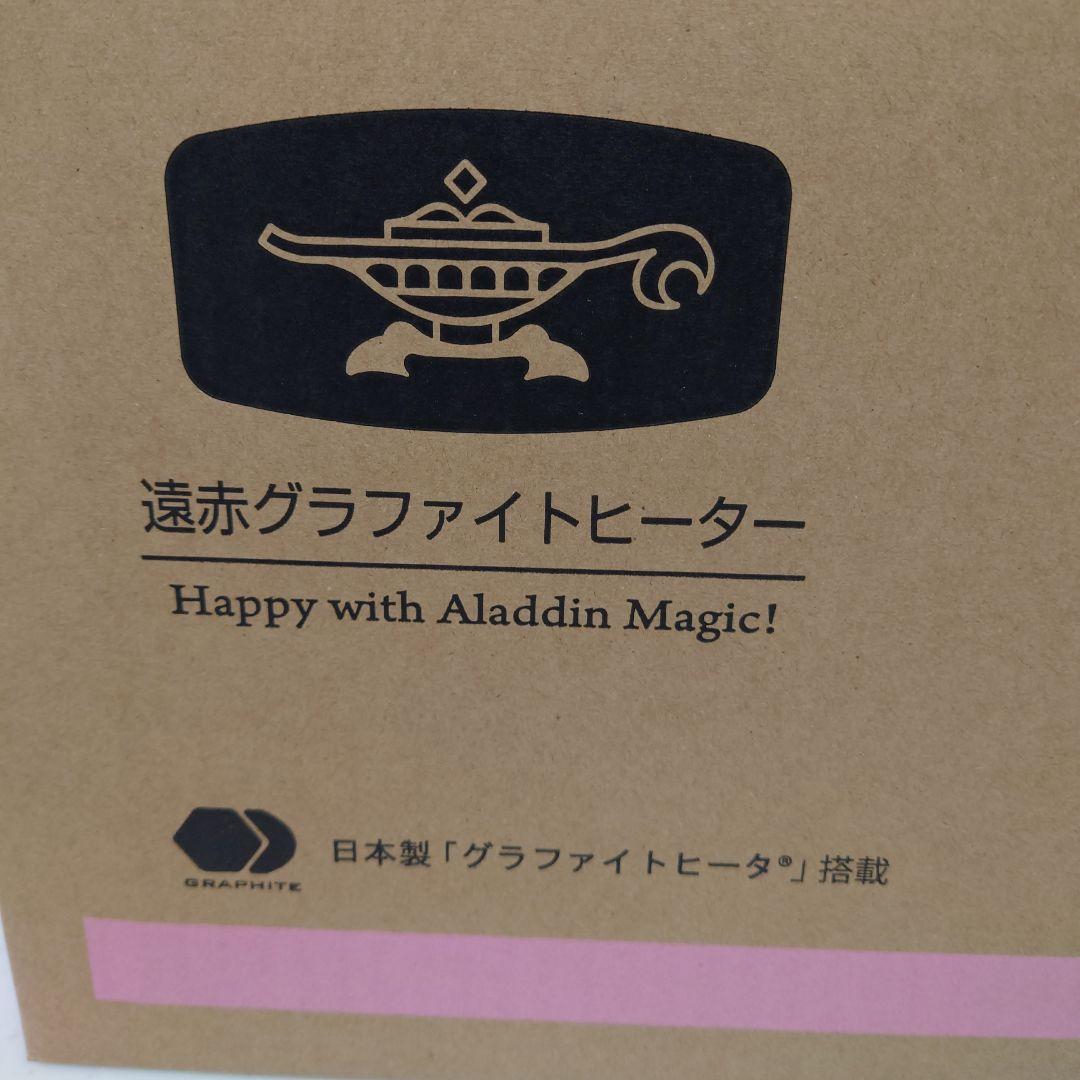 遠赤グラファイトヒーター
Happy with Aladdin Magic!
GRAPHITE
日本製「グラファイトヒータ®」搭載